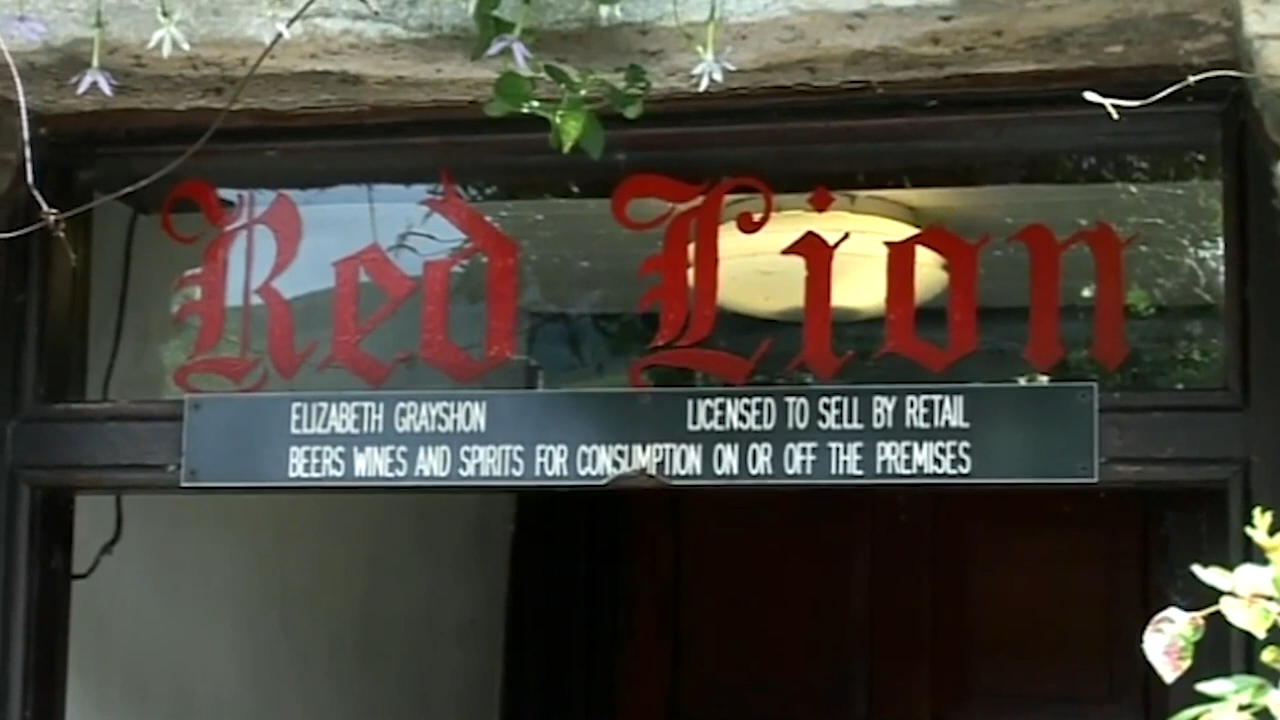 Red Lion
ELIZABETH GRAYSHON LICENSED TO SELL BY RETAIL
BEERS WINES AND SPIRITS FOR CONSUMPTION ON OR OFF THE PREMISES